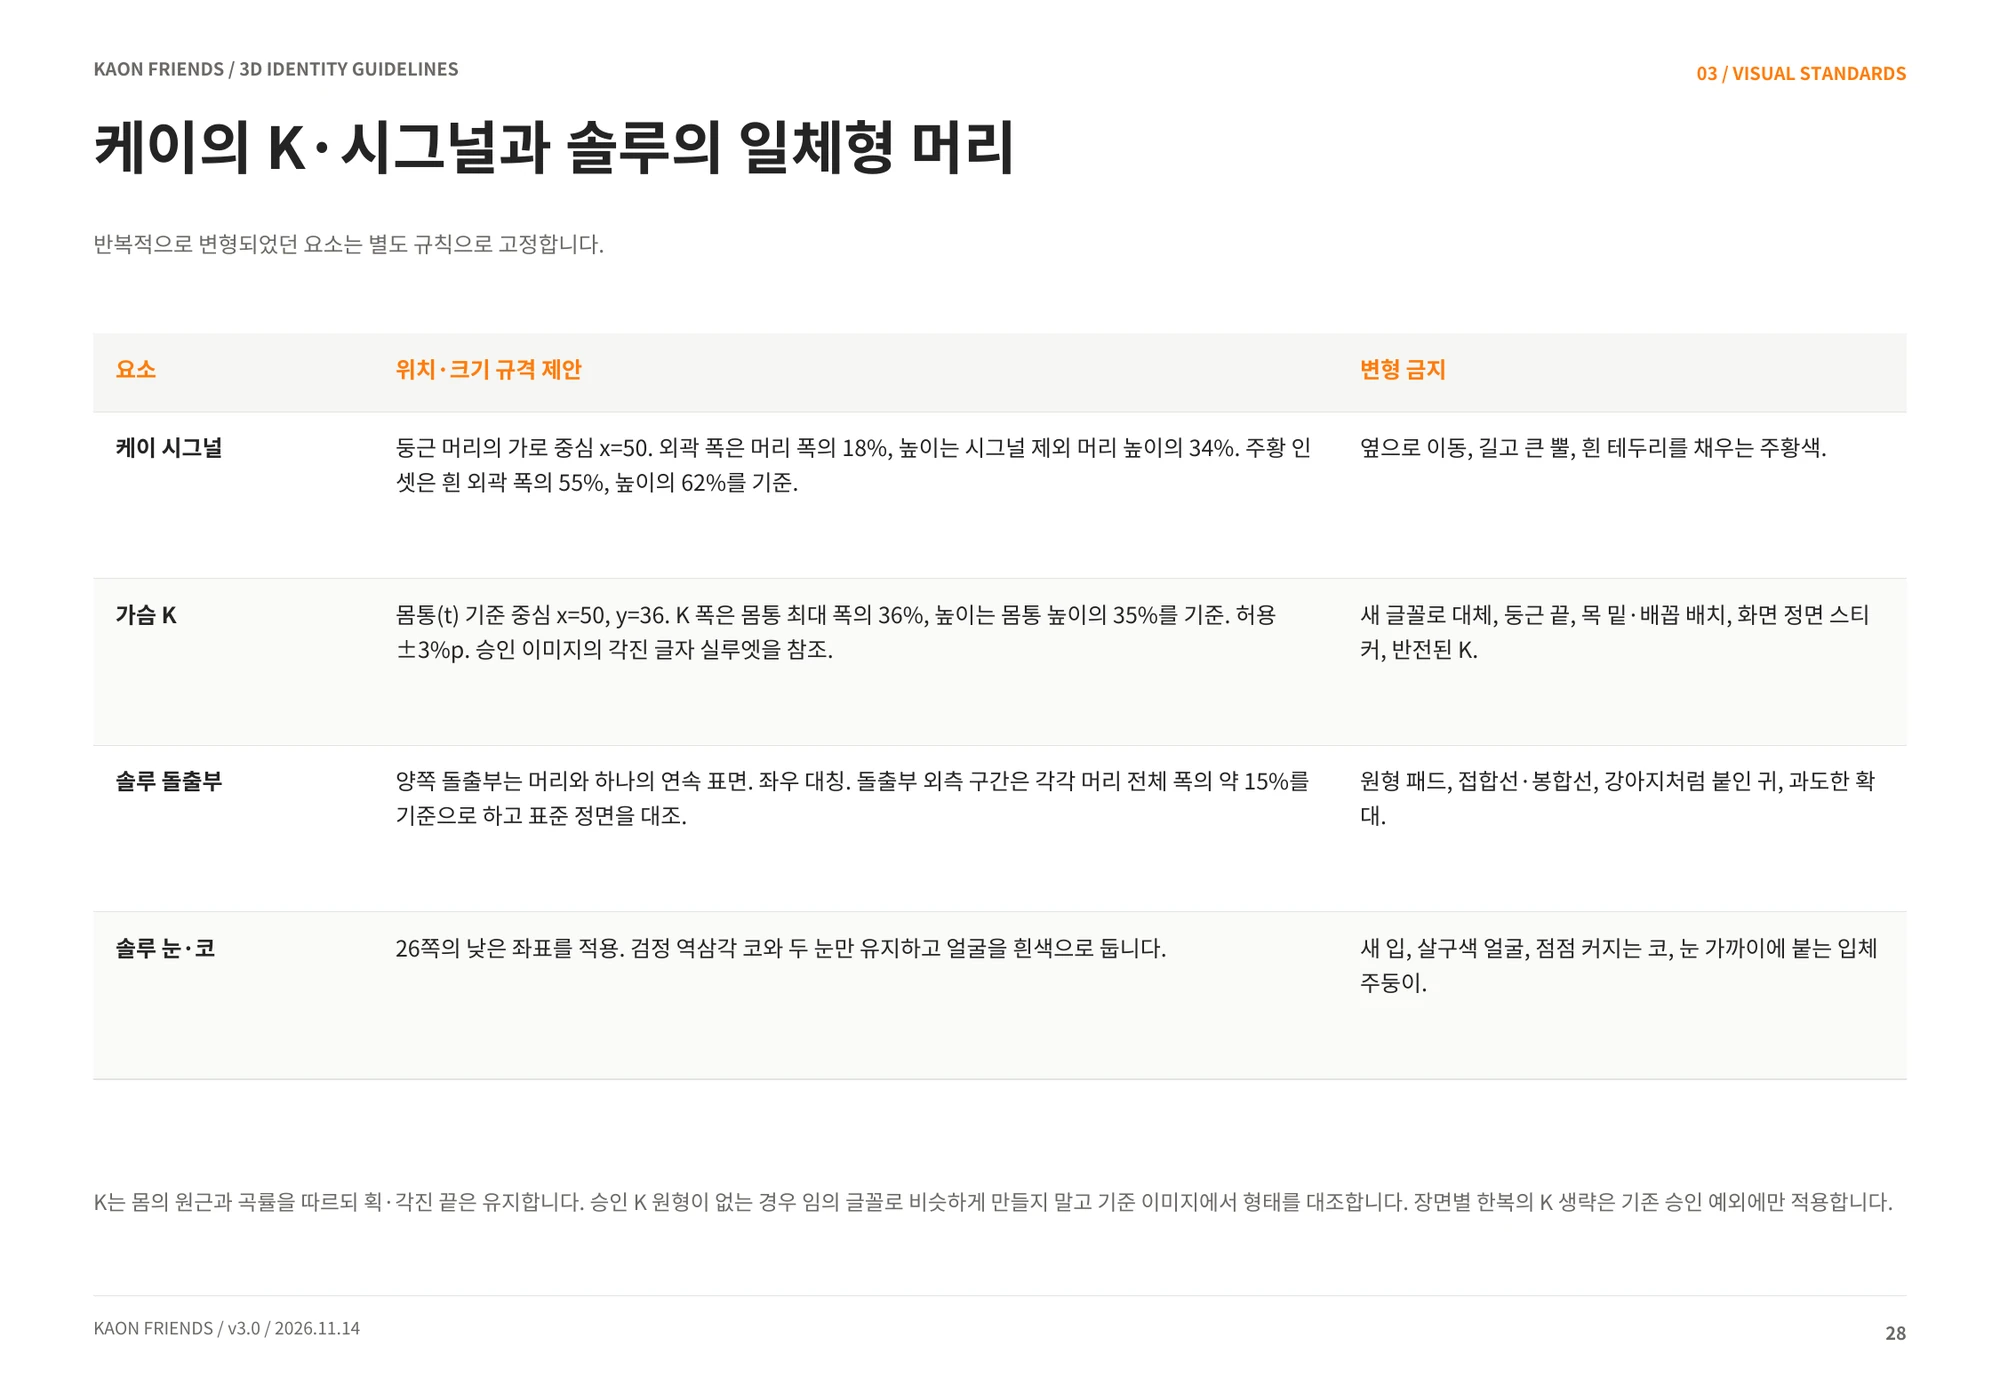 KAON FRIENDS / 3D IDENTITY GUIDELINES
03 / VISUAL STANDARDS
케이의 K·시그널과 솔루의 일체형 머리
반복적으로 변형되었던 요소는 별도 규칙으로 고정합니다.
요소
위치·크기 규격 제안
변형 금지
케이 시그널
둥근 머리의 가로 중심 x=50. 외곽 폭은 머리 폭의 18%, 높이는 시그널 제외 머리 높이의 34%. 주황 인
셋은 흰 외곽 폭의 55%, 높이의 62%를 기준.
옆으로 이동, 길고 큰 뿔, 흰 테두리를 채우는 주황색.
가슴 K
몸통(t) 기준 중심 x=50, y=36. K 폭은 몸통 최대 폭의 36%, 높이는 몸통 높이의 35%를 기준. 허용
±3%p. 승인 이미지의 각진 글자 실루엣을 참조.
새 글꼴로 대체, 둥근 끝, 목 밑·배꼽 배치, 화면 정면 스티
커, 반전된 K.
솔루 돌출부
양쪽 돌출부는 머리와 하나의 연속 표면. 좌우 대칭. 돌출부 외측 구간은 각각 머리 전체 폭의 약 15%를
기준으로 하고 표준 정면을 대조.
원형 패드, 접합선·봉합선, 강아지처럼 붙인 귀, 과도한 확
대.
솔루 눈·코
26쪽의 낮은 좌표를 적용. 검정 역삼각 코와 두 눈만 유지하고 얼굴을 흰색으로 둡니다.
새 입, 살구색 얼굴, 점점 커지는 코, 눈 가까이에 붙는 입체
주둥이.
K는 몸의 원근과 곡률을 따르되 획·각진 끝은 유지합니다. 승인 K 원형이 없는 경우 임의 글꼴로 비슷하게 만들지 말고 기준 이미지에서 형태를 대조합니다. 장면별 한복의 K 생략은 기존 승인 예외에만 적용합니다.
KAON FRIENDS / v3.0 / 2026.11.14
28